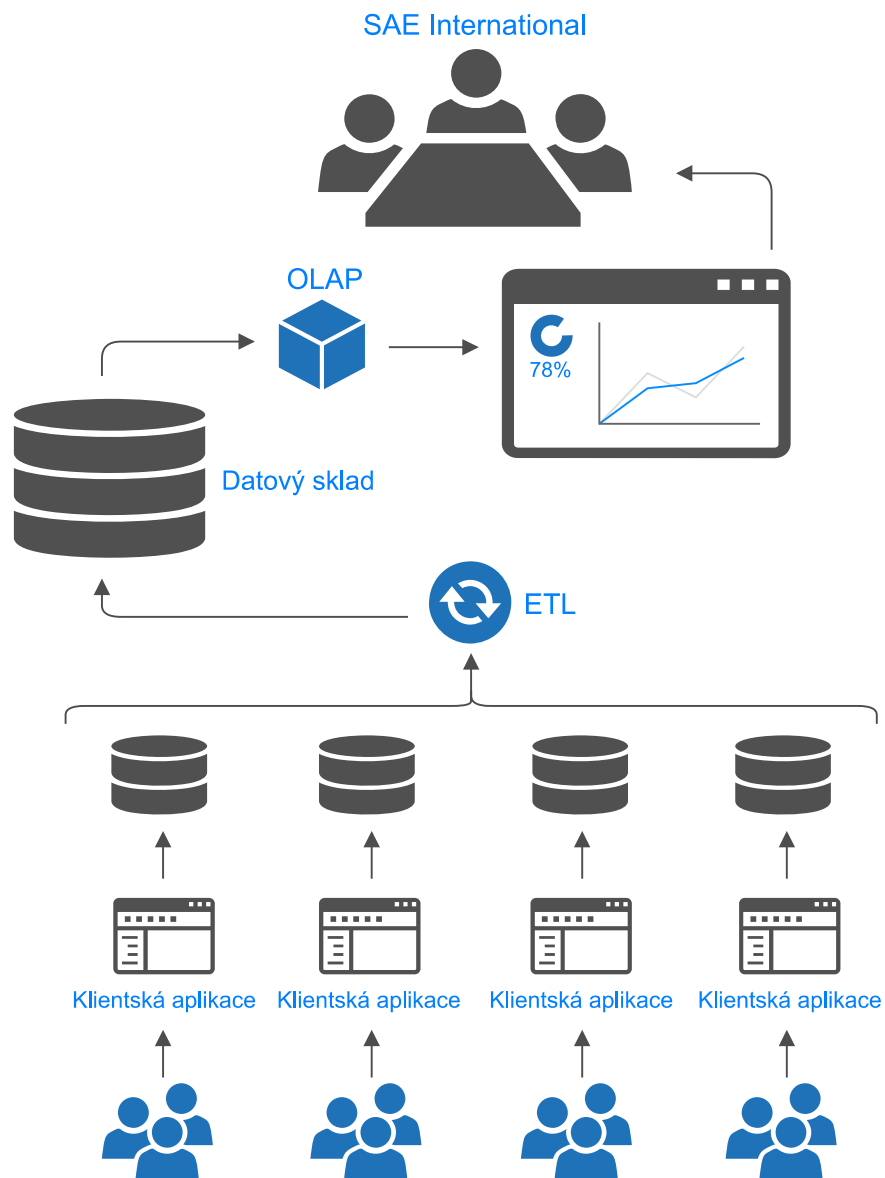 SAE International
OLAP
78%
Datový sklad
ETL
Klientská aplikace
Klientská aplikace
Klientská aplikace
Klientská aplikace